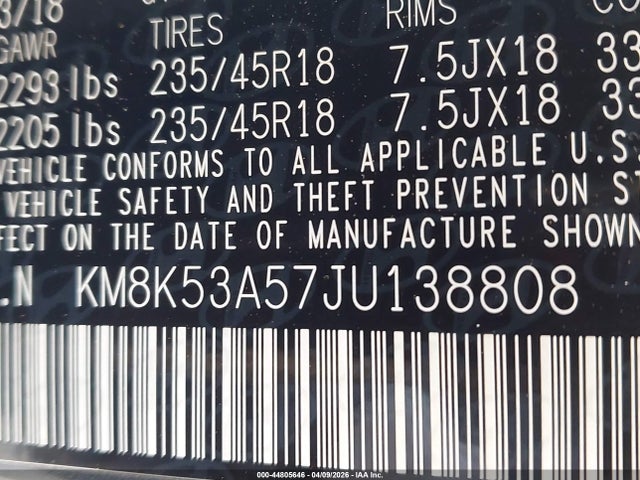 3/18
RIMS
GAWR
TIRES
2293 lbs 235/45R18 7.5JX18 33
2205 lbs 235/45R18 7.5JX18 33
VEHICLE CONFORMS TO ALL APPLICABLE U.S.
VEHICLE SAFETY AND THEFT PREVENTION ST
FECT ON THE DATE OF MANUFACTURE SHOWN
.N KM8K53A57JU138808
000-44805646 - 04/09/2026 - IAA Inc.